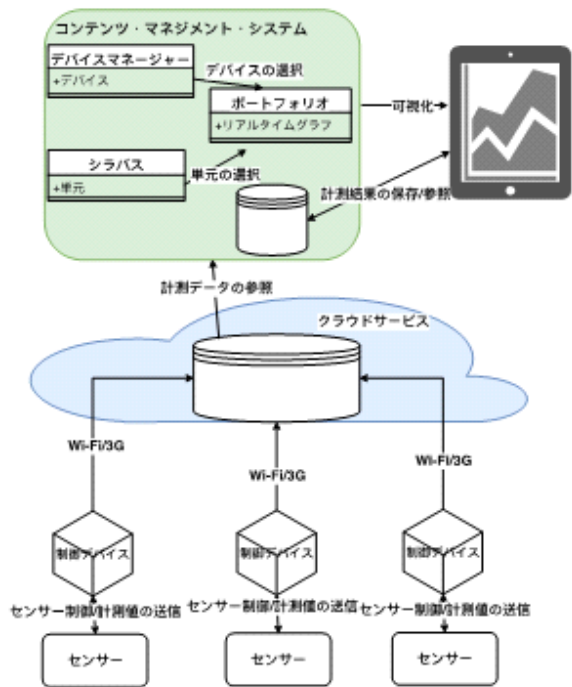 コンテンツ・マネジメント・システム
デバイスマネージャー
+デバイス
デバイスの選択
ポートフォリオ
+リアルタイムグラフ
可視化
シラバス
+単元
単元の選択
計測結果の保存/参照
計測データの参照
クラウドサービス
Wi-Fi/3G
Wi-Fi/3G
Wi-Fi/3G
制御デバイス
制御デバイス
制御デバイス
センサー制御/計測値の送信
センサー制御/計測値の送信
センサー制御/計測値の送信
センサー
センサー
センサー